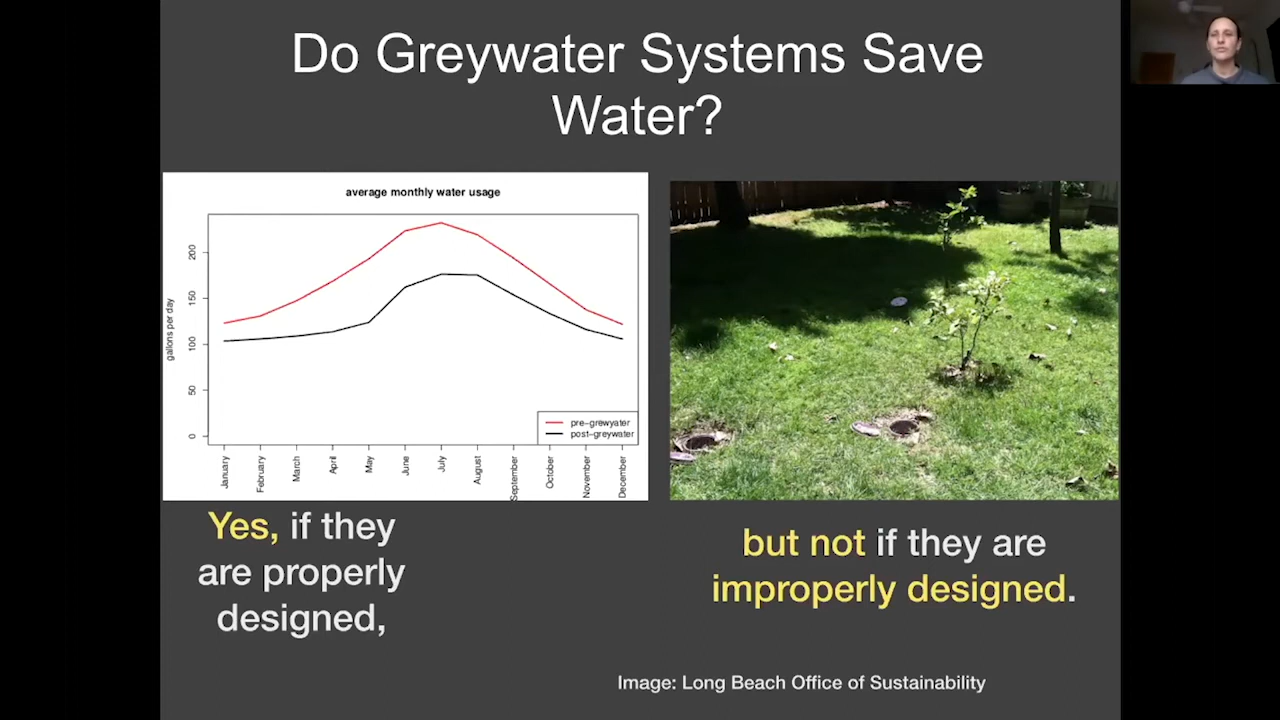 Do Greywater Systems Save
Water?
average monthly water usage
gallons per day
200
150
100
50
0
pre-grewyater
post-greywater
January
February
March
April
May
June
July
August
September
October
November
December
Yes, if they
are properly
designed,
but not if they are
improperly designed.
Image: Long Beach Office of Sustainability